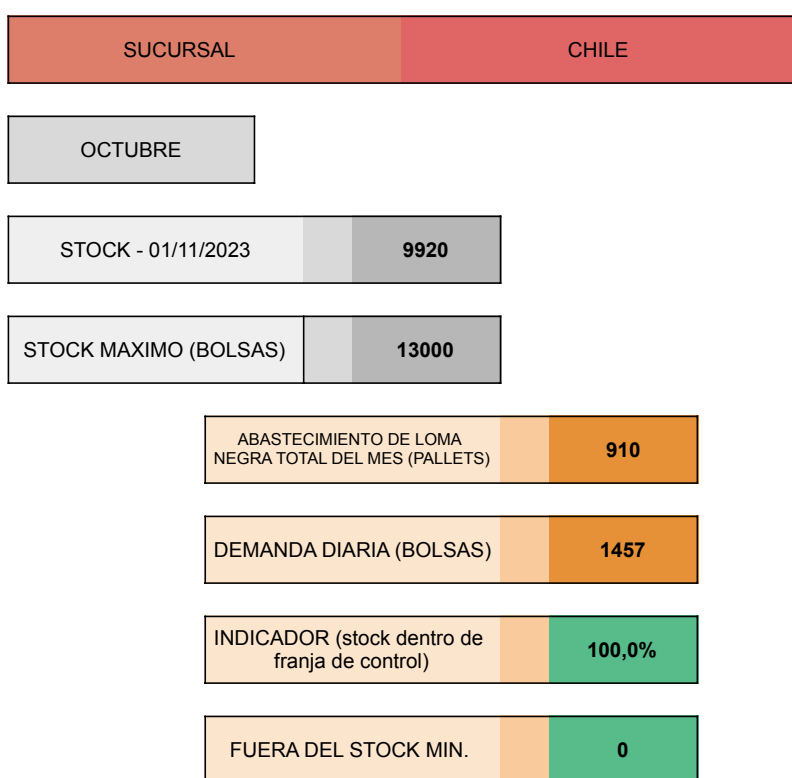 SUCURSAL CHILE
OCTUBRE
STOCK - 01/11/2023 9920
STOCK MAXIMO (BOLSAS) 13000
ABASTECIMIENTO DE LOMA
NEGRA TOTAL DEL MES (PALLETS) 910
DEMANDA DIARIA (BOLSAS) 1457
INDICADOR (stock dentro de
franja de control) 100,0%
FUERA DEL STOCK MIN. 0